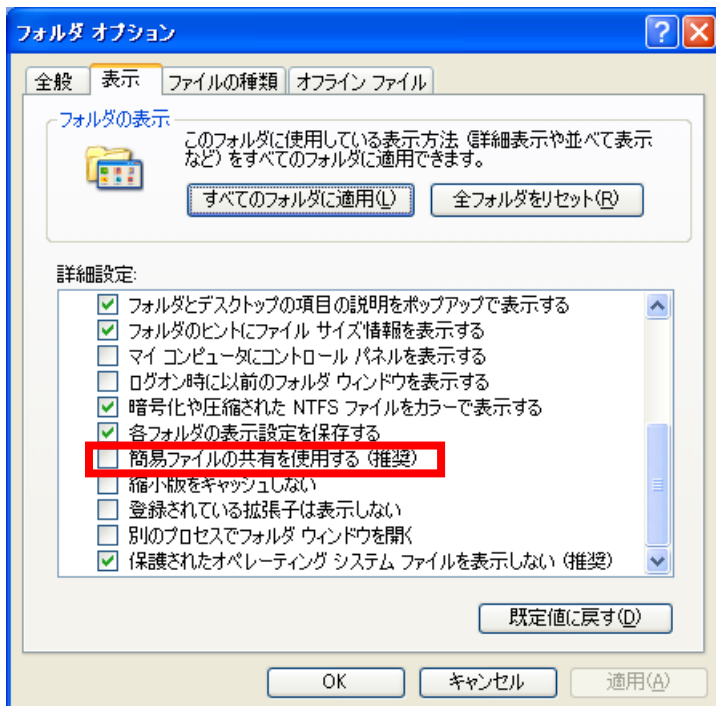 フォルダ オプション
全般 表示 ファイルの種類 オフライン ファイル
フォルダの表示
このフォルダに使用している表示方法 (詳細表示や並べて表示
など) をすべてのフォルダに適用できます。
すべてのフォルダに適用(L) 全フォルダをリセット(R)
詳細設定:
フォルダとデスクトップの項目の説明をポップアップで表示する
フォルダのヒントにファイル サイズ情報を表示する
マイ コンピュータにコントロール パネルを表示する
ログオン時に以前のフォルダ ウィンドウを表示する
暗号化や圧縮された NTFS ファイルをカラーで表示する
各フォルダの表示設定を保存する
簡易ファイルの共有を使用する (推奨)
縮小版をキャッシュしない
登録されている拡張子は表示しない
別のプロセスでフォルダ ウィンドウを開く
保護されたオペレーティング システム ファイルを表示しない (推奨)
既定値に戻す(D)
OK キャンセル 適用(A)